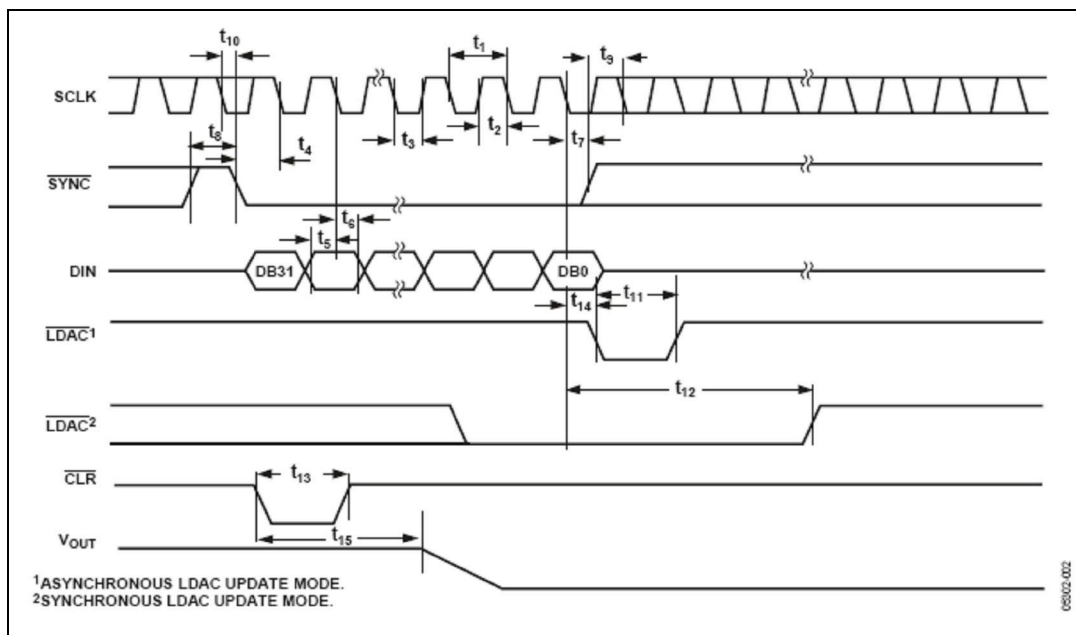 t10
t1
t9
SCLK
t8
t4
t3
t2
t7
SYNC
t6
t5
DIN
DB31
DB0
t14
t11
LDAC1
t12
LDAC2
t13
CLR
t15
VOUT
1ASYNCHRONOUS LDAC UPDATE MODE.
2SYNCHRONOUS LDAC UPDATE MODE.
05302-002